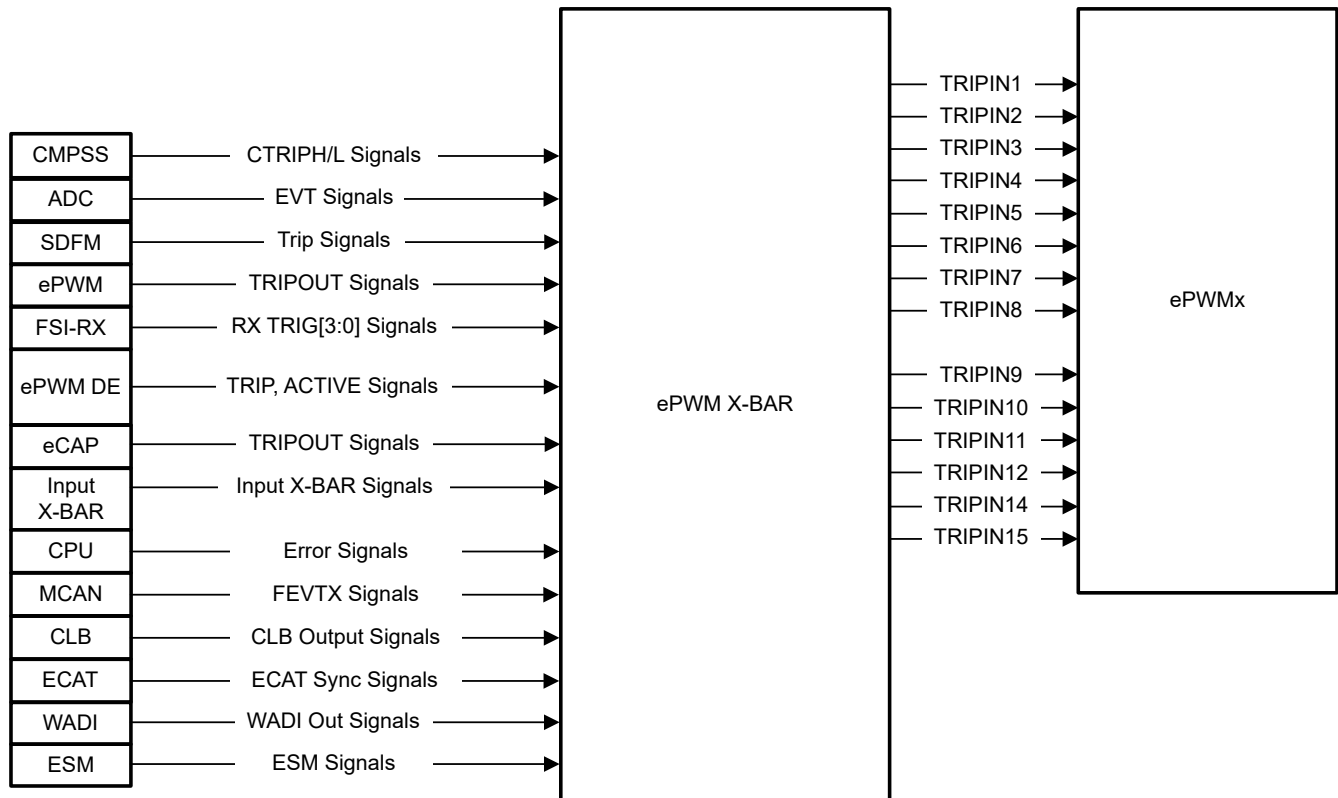 CMPSS
CTRIPH/L Signals
ADC
EVT Signals
SDFM
Trip Signals
ePWM
TRIPOUT Signals
FSI-RX
RX TRIG[3:0] Signals
ePWM DE
TRIP, ACTIVE Signals
eCAP
TRIPOUT Signals
Input
X-BAR
Input X-BAR Signals
CPU
Error Signals
MCAN
FEVTX Signals
CLB
CLB Output Signals
ECAT
ECAT Sync Signals
WADI
WADI Out Signals
ESM
ESM Signals
ePWM X-BAR
TRIPIN1
TRIPIN2
TRIPIN3
TRIPIN4
TRIPIN5
TRIPIN6
TRIPIN7
TRIPIN8
TRIPIN9
TRIPIN10
TRIPIN11
TRIPIN12
TRIPIN14
TRIPIN15
ePWMx